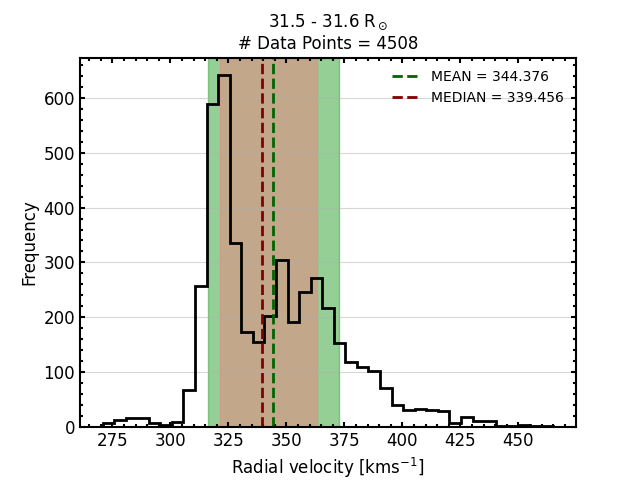 31.5 - 31.6 R⊙
# Data Points = 4508
MEAN = 344.376
MEDIAN = 339.456
600
500
400
300
200
100
0
Frequency
275 300 325 350 375 400 425 450
Radial velocity [kms⁻¹]